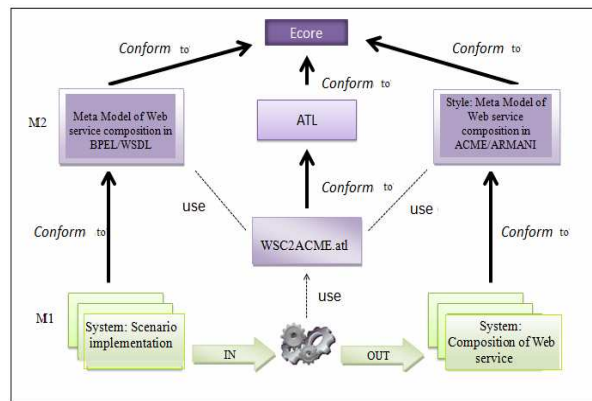 Ecore
Conform to
Conform to
Conform to
M2
Meta Model of Web
service composition in
BPEL/WSDL
ATL
Style: Meta Model of
Web service
composition in
ACME/ARMANI
Conform to
use
use
Conform to
WSC2ACME.atl
Conform to
use
M1
System: Scenario
implementation
IN
OUT
System:
Composition of Web
service